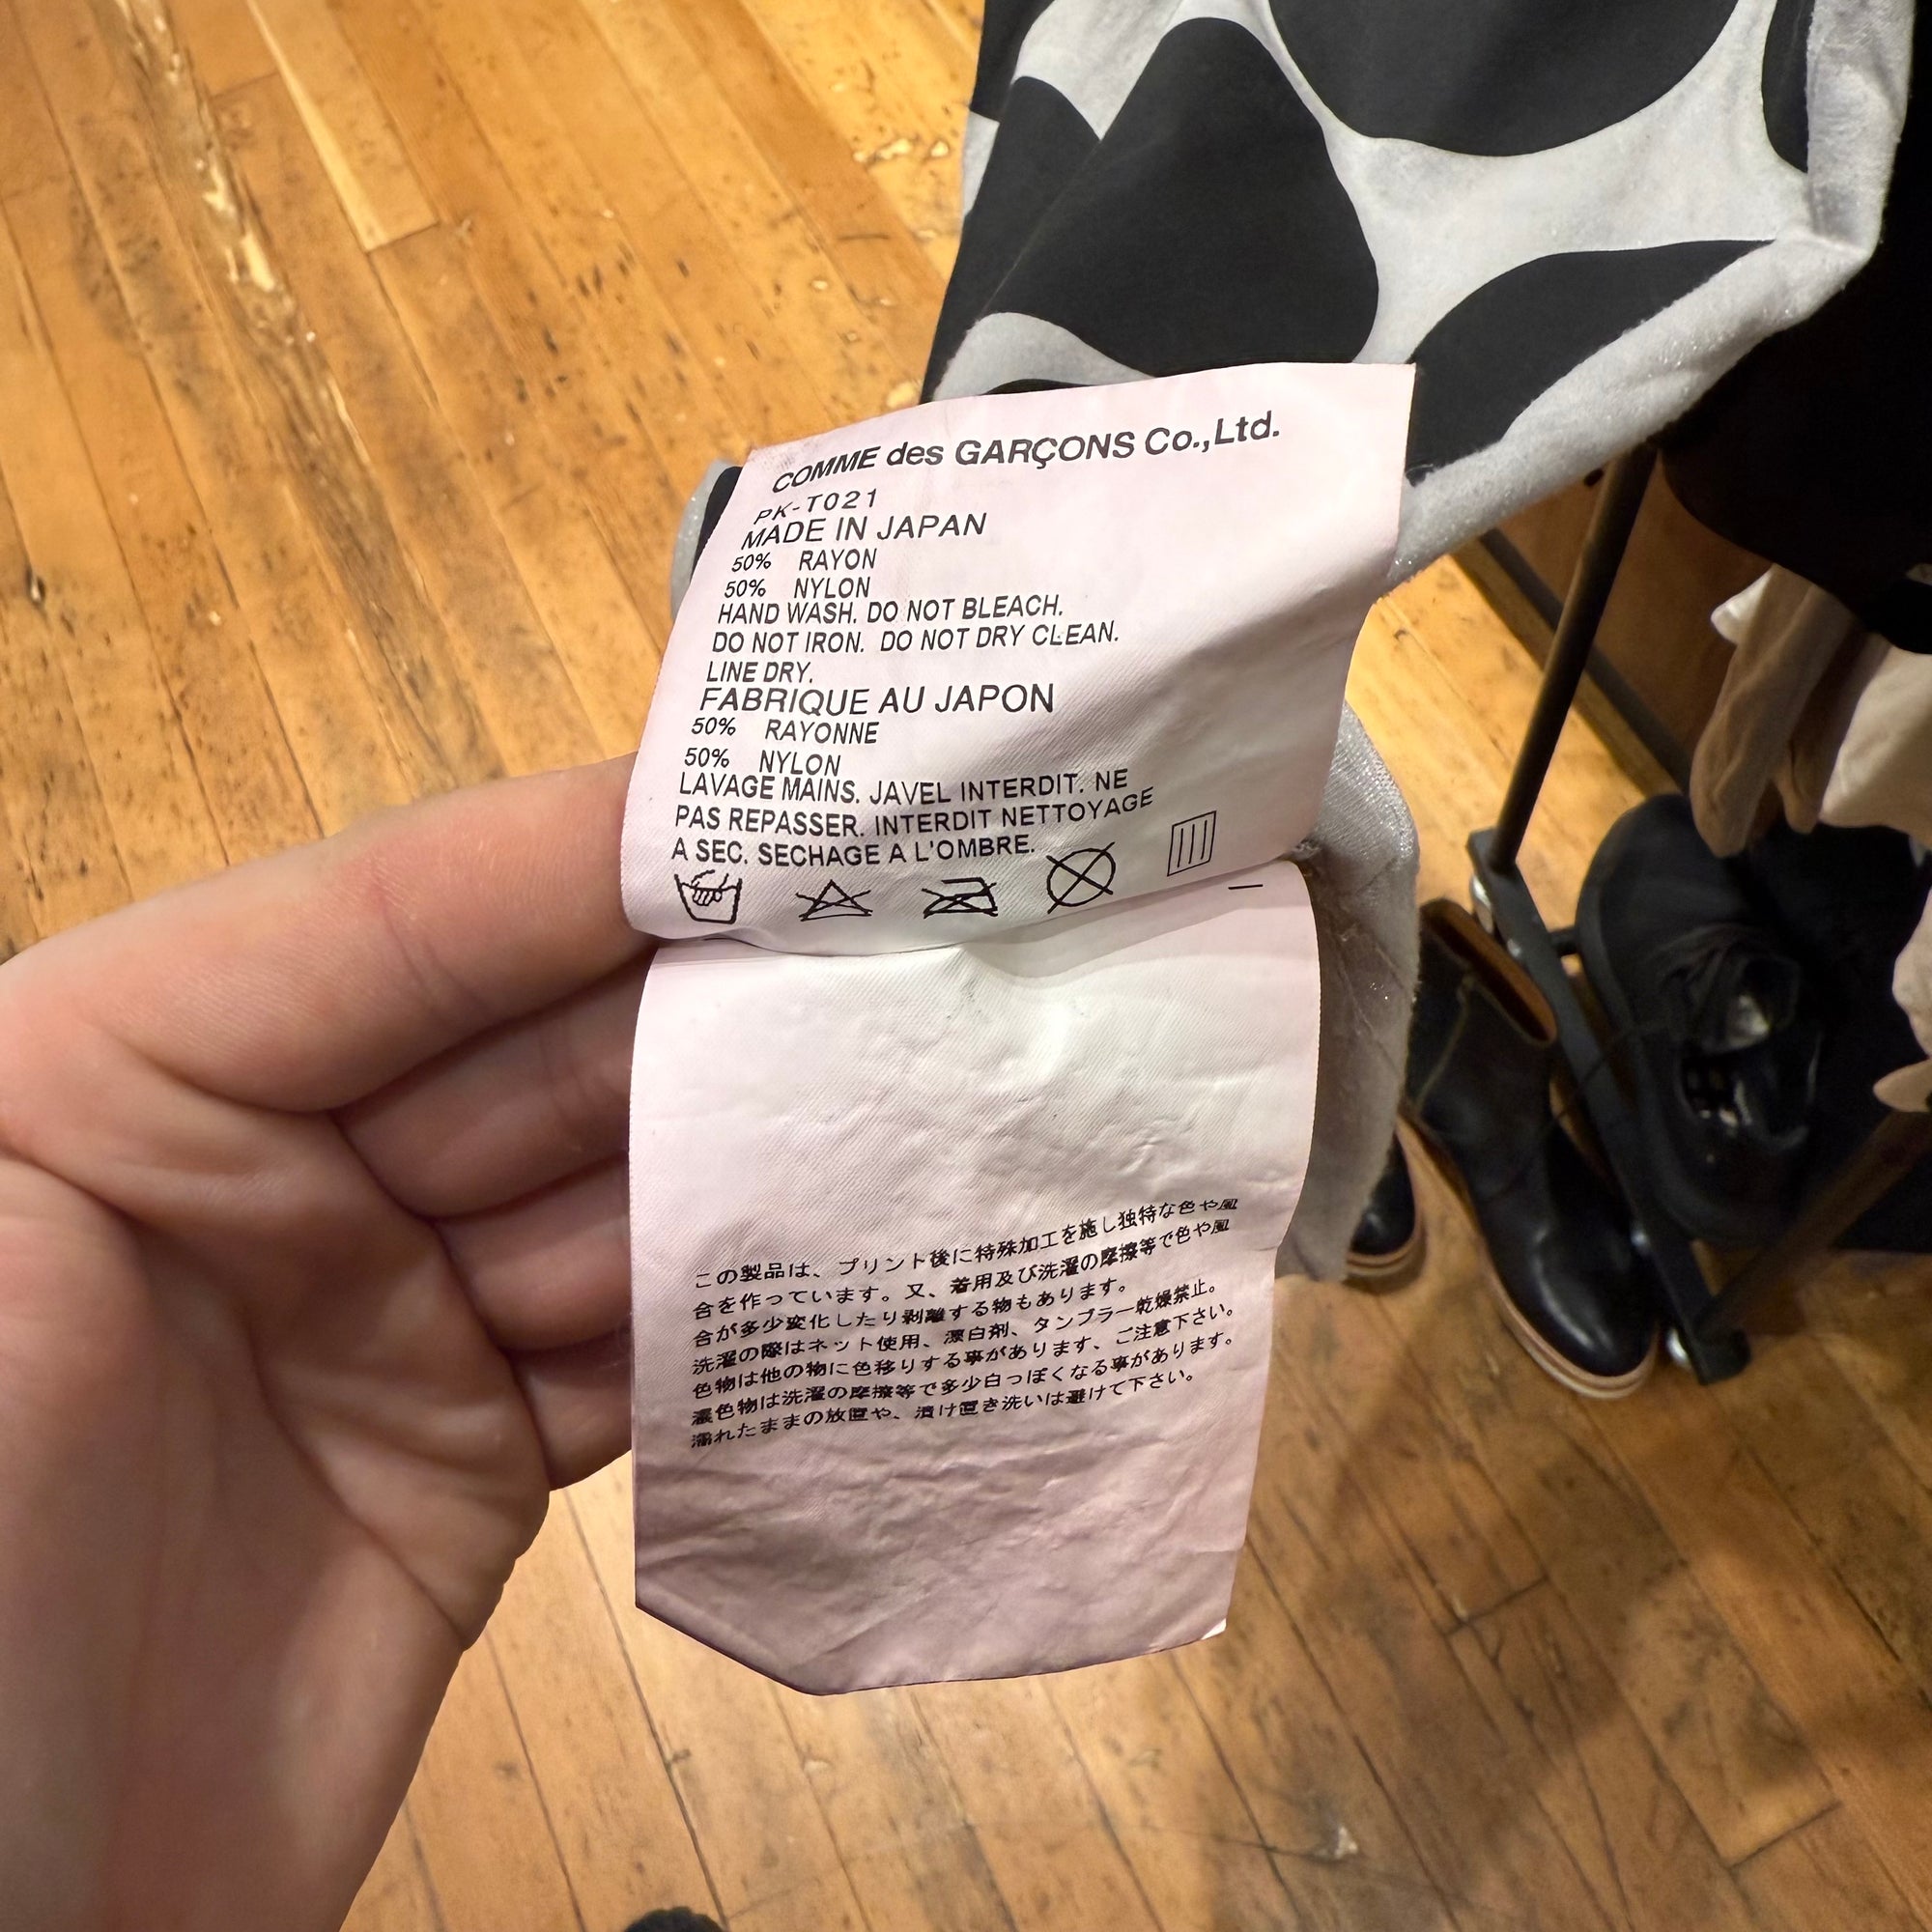 COMME des GARÇONS Co.,Ltd.
PK-T021
MADE IN JAPAN
50% RAYON
50% NYLON
HAND WASH. DO NOT BLEACH.
DO NOT IRON. DO NOT DRY CLEAN.
LINE DRY.
FABRIQUE AU JAPON
50% RAYONNE
50% NYLON
LAVAGE MAINS. JAVEL INTERDIT. NE
PAS REPASSER. INTERDIT NETTOYAGE
A SEC. SECHAGE A L'OMBRE.
この製品は、プリント後に特殊加工を施し独特な色や風
合を作っています。又、着用及び洗濯の摩擦等で色や風
合が多少変化したり剥離する物もあります。
洗濯の際はネット使用、漂白剤、タンブラー乾燥禁止。
色物は他の物に色移りする事があります、ご注意下さい。
濃色物は洗濯の摩擦等で多少白っぽくなる事があります。
濡れたままの放置や、漬け置き洗いは避けて下さい。